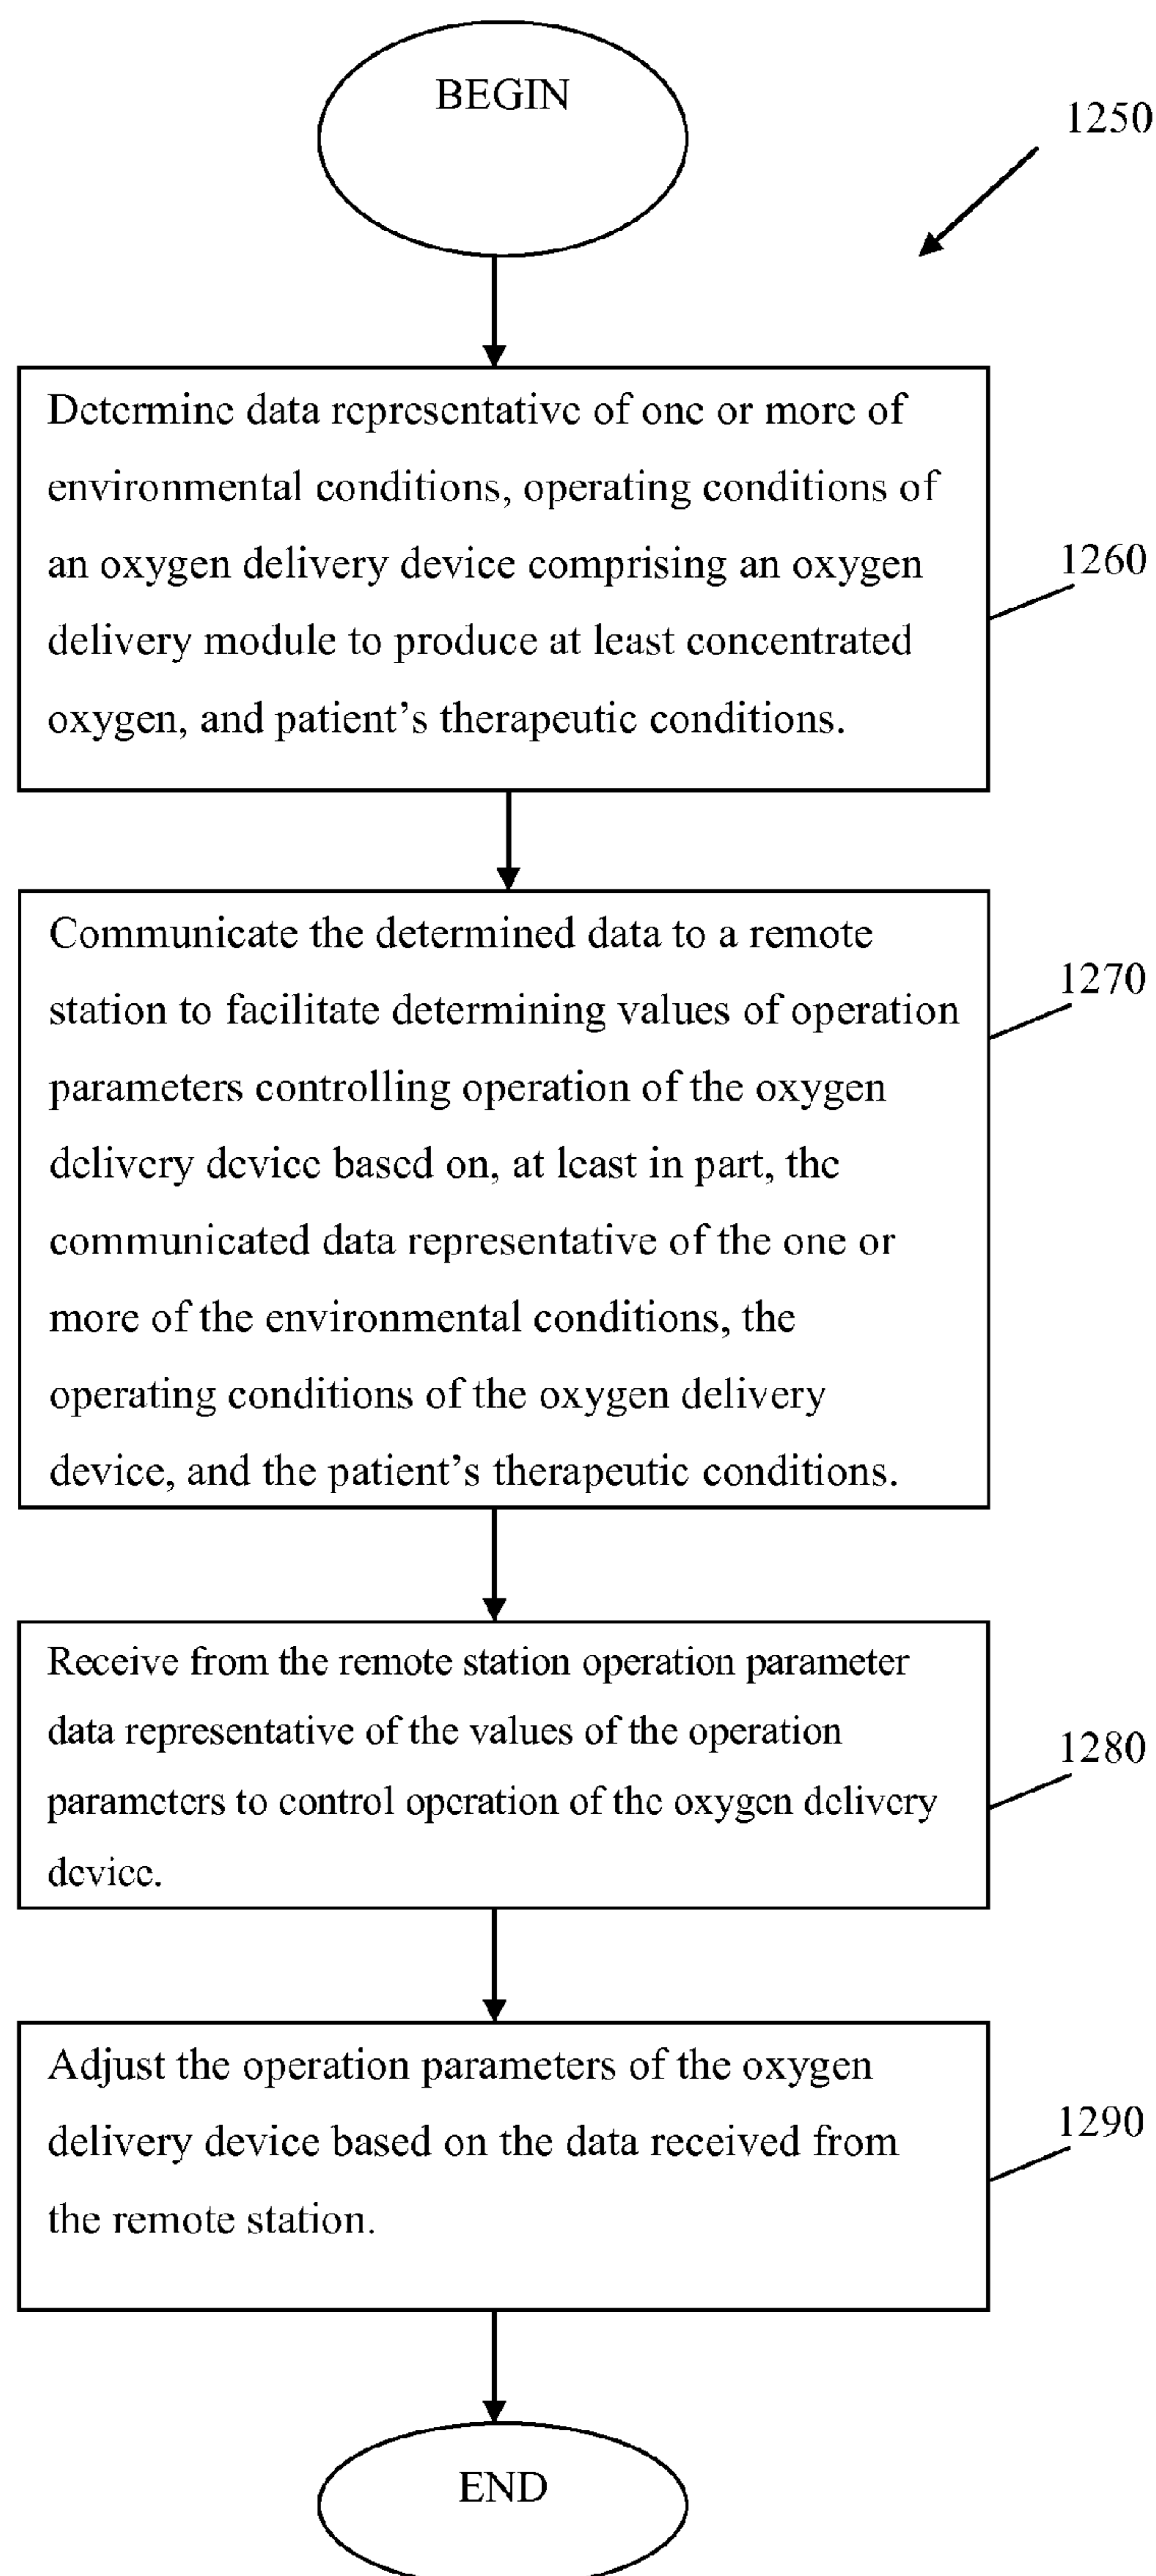 BEGIN
1250
Determine data representative of one or more of
environmental conditions, operating conditions of
an oxygen delivery device comprising an oxygen
delivery module to produce at least concentrated
oxygen, and patient’s therapeutic conditions.
1260
Communicate the determined data to a remote
station to facilitate determining values of operation
parameters controlling operation of the oxygen
delivery device based on, at least in part, the
communicated data representative of the one or
more of the environmental conditions, the
operating conditions of the oxygen delivery
device, and the patient’s therapeutic conditions.
1270
Receive from the remote station operation parameter
data representative of the values of the operation
parameters to control operation of the oxygen delivery
device.
1280
Adjust the operation parameters of the oxygen
delivery device based on the data received from
the remote station.
1290
END